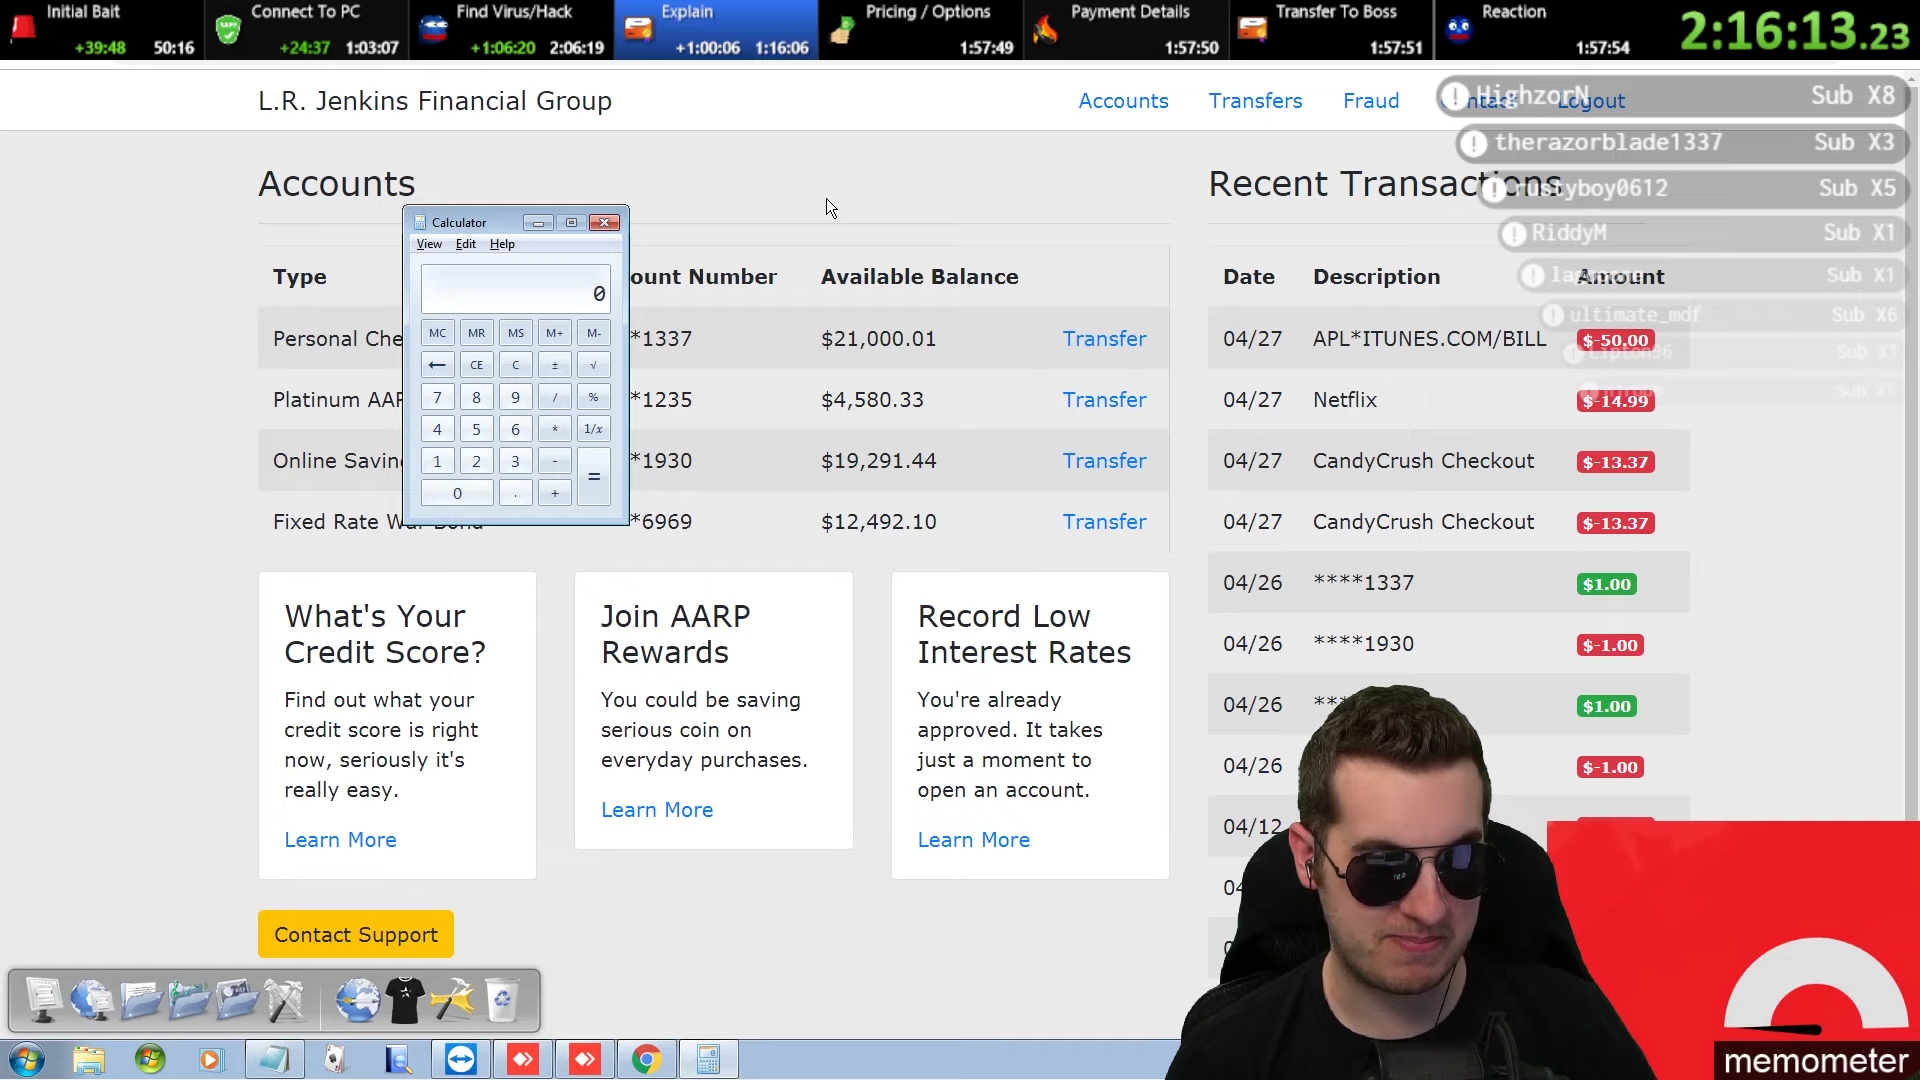 Initial Bait
+39:48 50:16
Connect To PC
+24:37 1:03:07
Find Virus/Hack
+1:06:20 2:06:19
Explain
+1:00:06 1:16:06
Pricing / Options
1:57:49
Payment Details
1:57:50
Transfer To Boss
1:57:51
Reaction
1:57:54
2:16:13.23
L.R. Jenkins Financial Group
Accounts
Transfers
Fraud
Logout
HighzorN Sub X8
therazorblade1337 Sub X3
rustyboy0612 Sub X5
RiddyM Sub X1
Sub X1
ultimate_mdf Sub X6
Lipton96 Sub X1
Accounts
Calculator
View Edit Help
0
MC MR MS M+ M-
← CE C ± √
7 8 9 / %
4 5 6 * 1/x
1 2 3 - =
0 . +
Type ount Number Available Balance
Personal Che *1337 $21,000.01 Transfer
Platinum AAR *1235 $4,580.33 Transfer
Online Savin *1930 $19,291.44 Transfer
Fixed Rate War Bond *6969 $12,492.10 Transfer
Recent Transactions
Date Description Amount
04/27 APL*ITUNES.COM/BILL $-50.00
04/27 Netflix $-14.99
04/27 CandyCrush Checkout $-13.37
04/27 CandyCrush Checkout $-13.37
04/26 ****1337 $1.00
04/26 ****1930 $-1.00
04/26 ** $1.00
04/26 $-1.00
04/12
What's Your
Credit Score?
Find out what your
credit score is right
now, seriously it's
really easy.
Learn More
Join AARP
Rewards
You could be saving
serious coin on
everyday purchases.
Learn More
Record Low
Interest Rates
You're already
approved. It takes
just a moment to
open an account.
Learn More
Contact Support
memometer